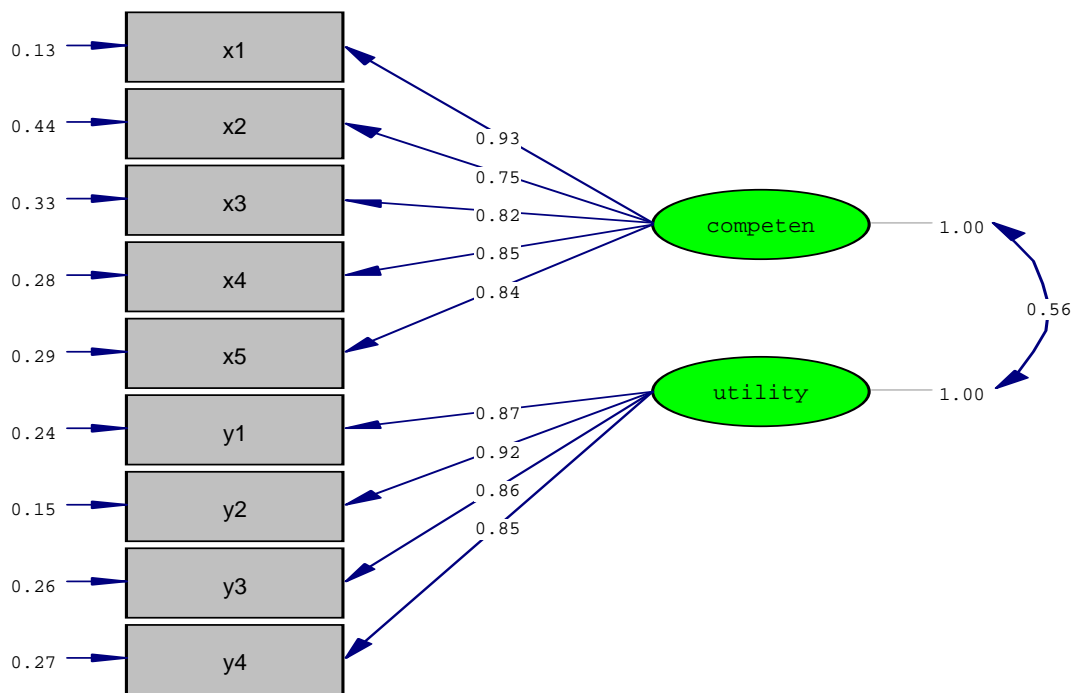 0.13 x1
0.44 x2
0.33 x3
0.28 x4
0.29 x5
0.24 y1
0.15 y2
0.26 y3
0.27 y4
0.93
0.75
0.82
0.85
0.84
0.87
0.92
0.86
0.85
competen 1.00
0.56
utility 1.00